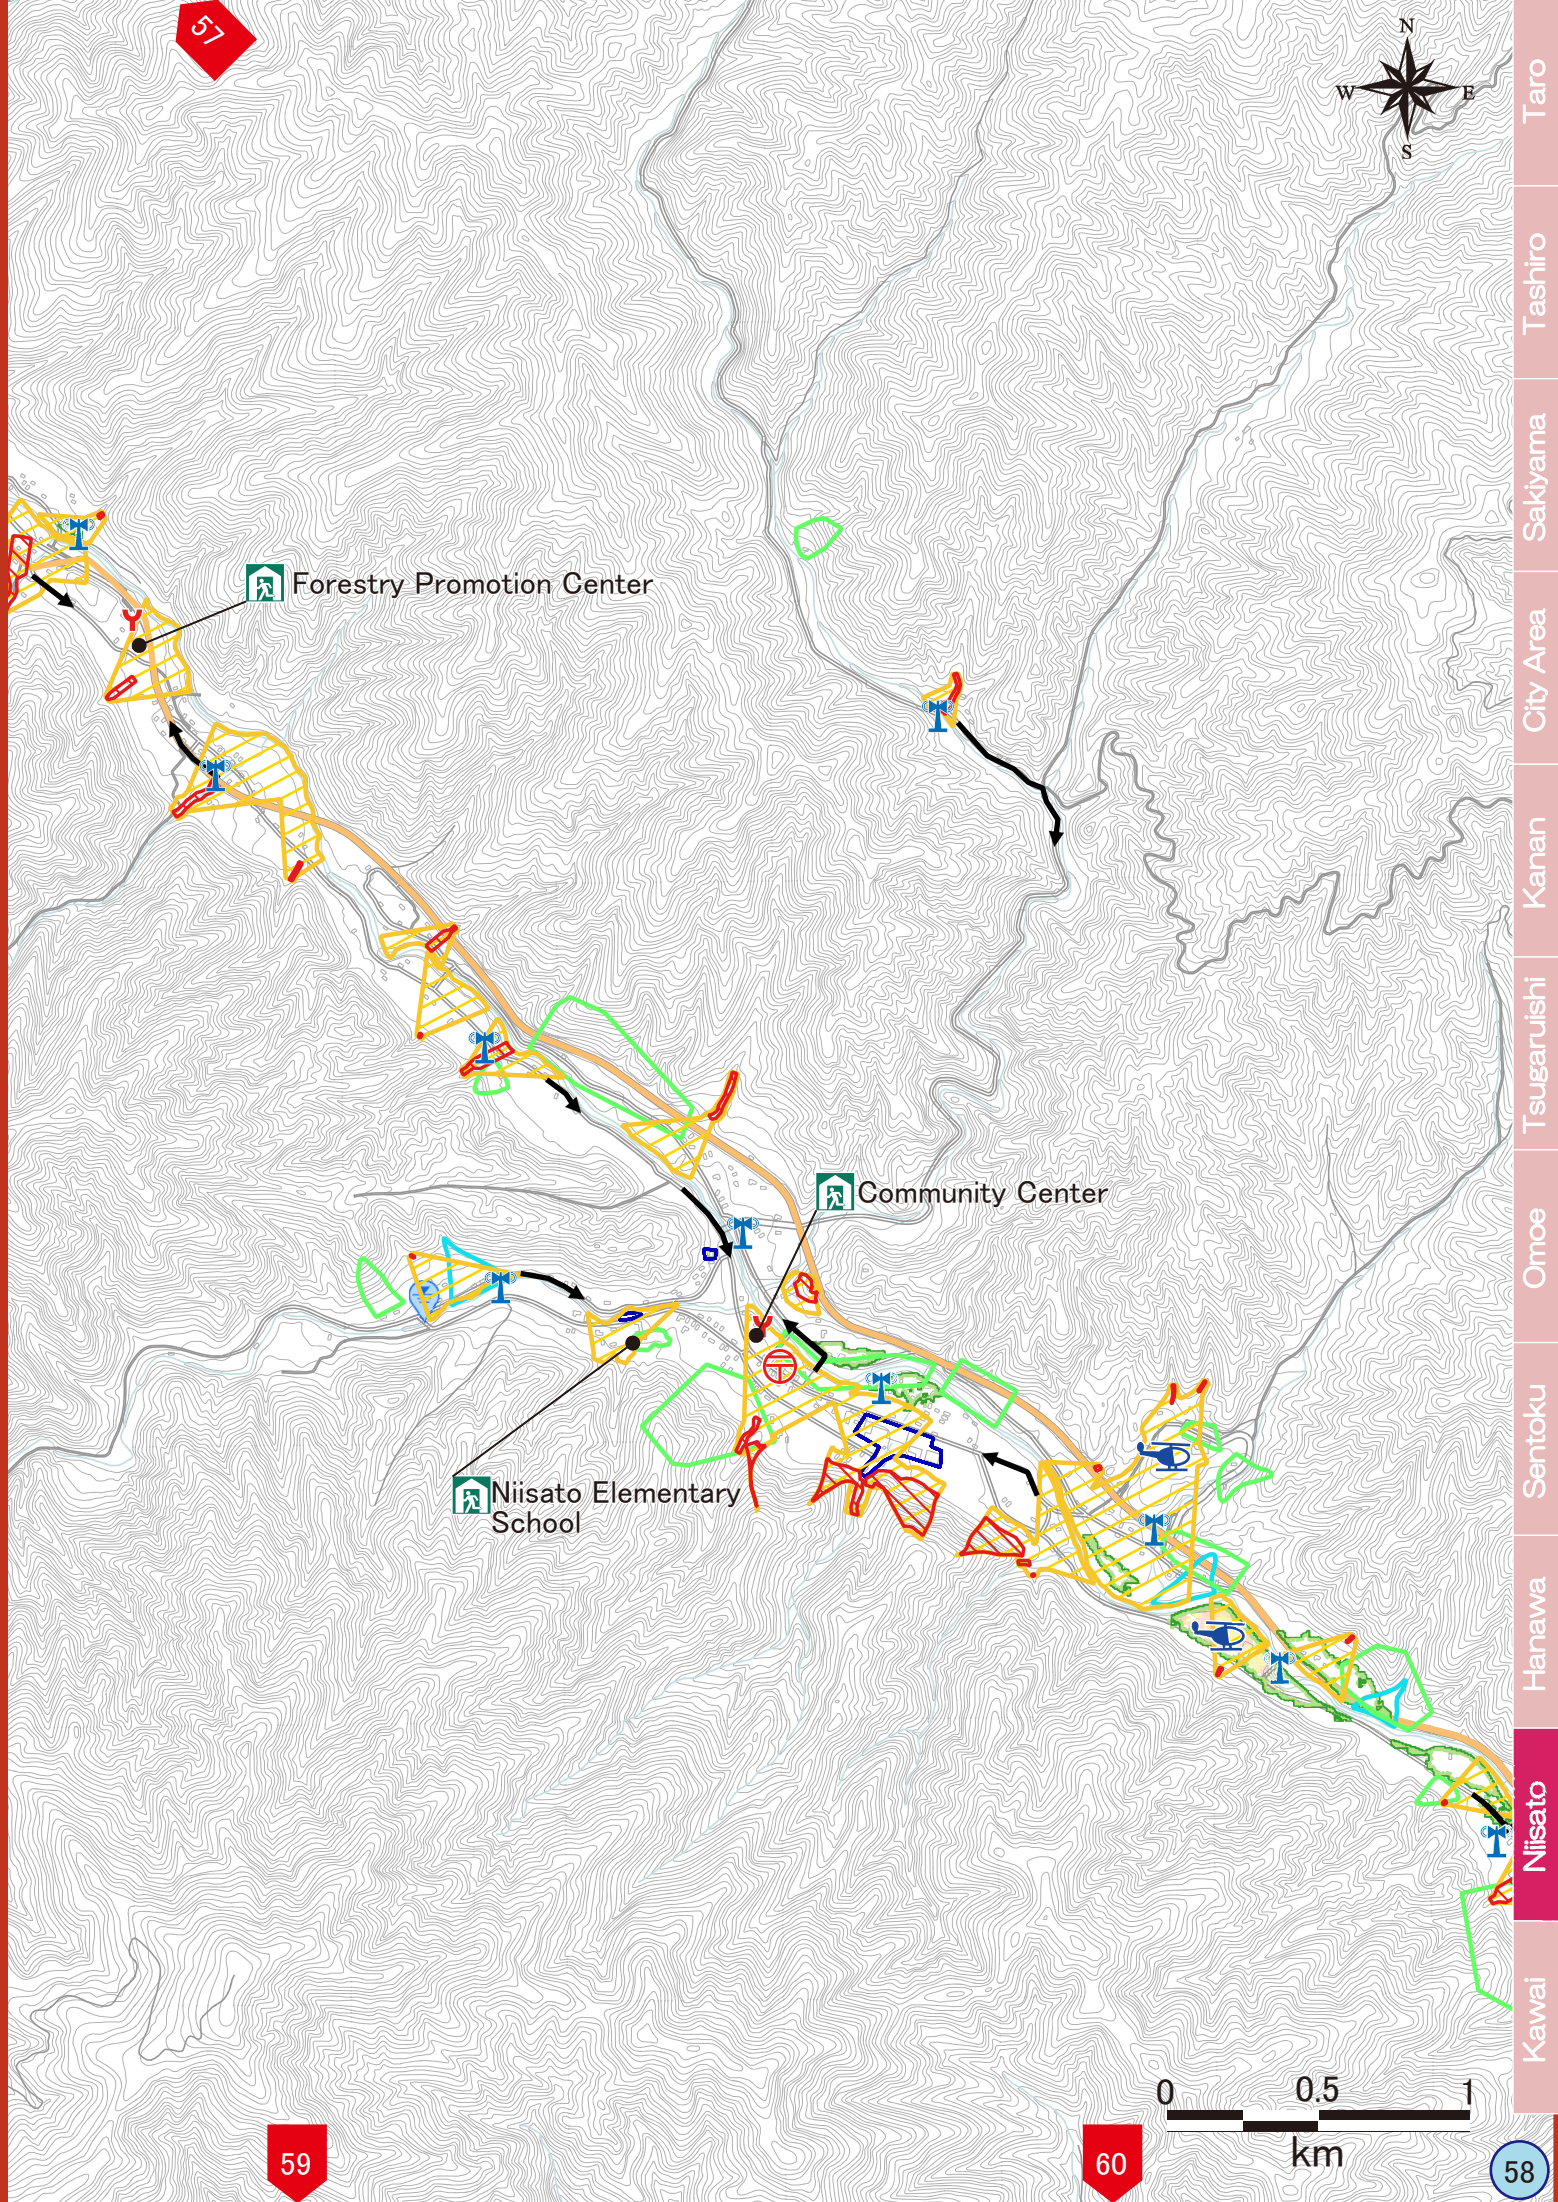 57
N
W
E
S
Taro
Tashiro
Sakiyama
City Area
Kanan
Tsugaruishi
Omoe
Sentoku
Hanawa
Niisato
Kawai
Forestry Promotion Center
Community Center
Niisato Elementary
School
0
0.5
1
km
59
60
58